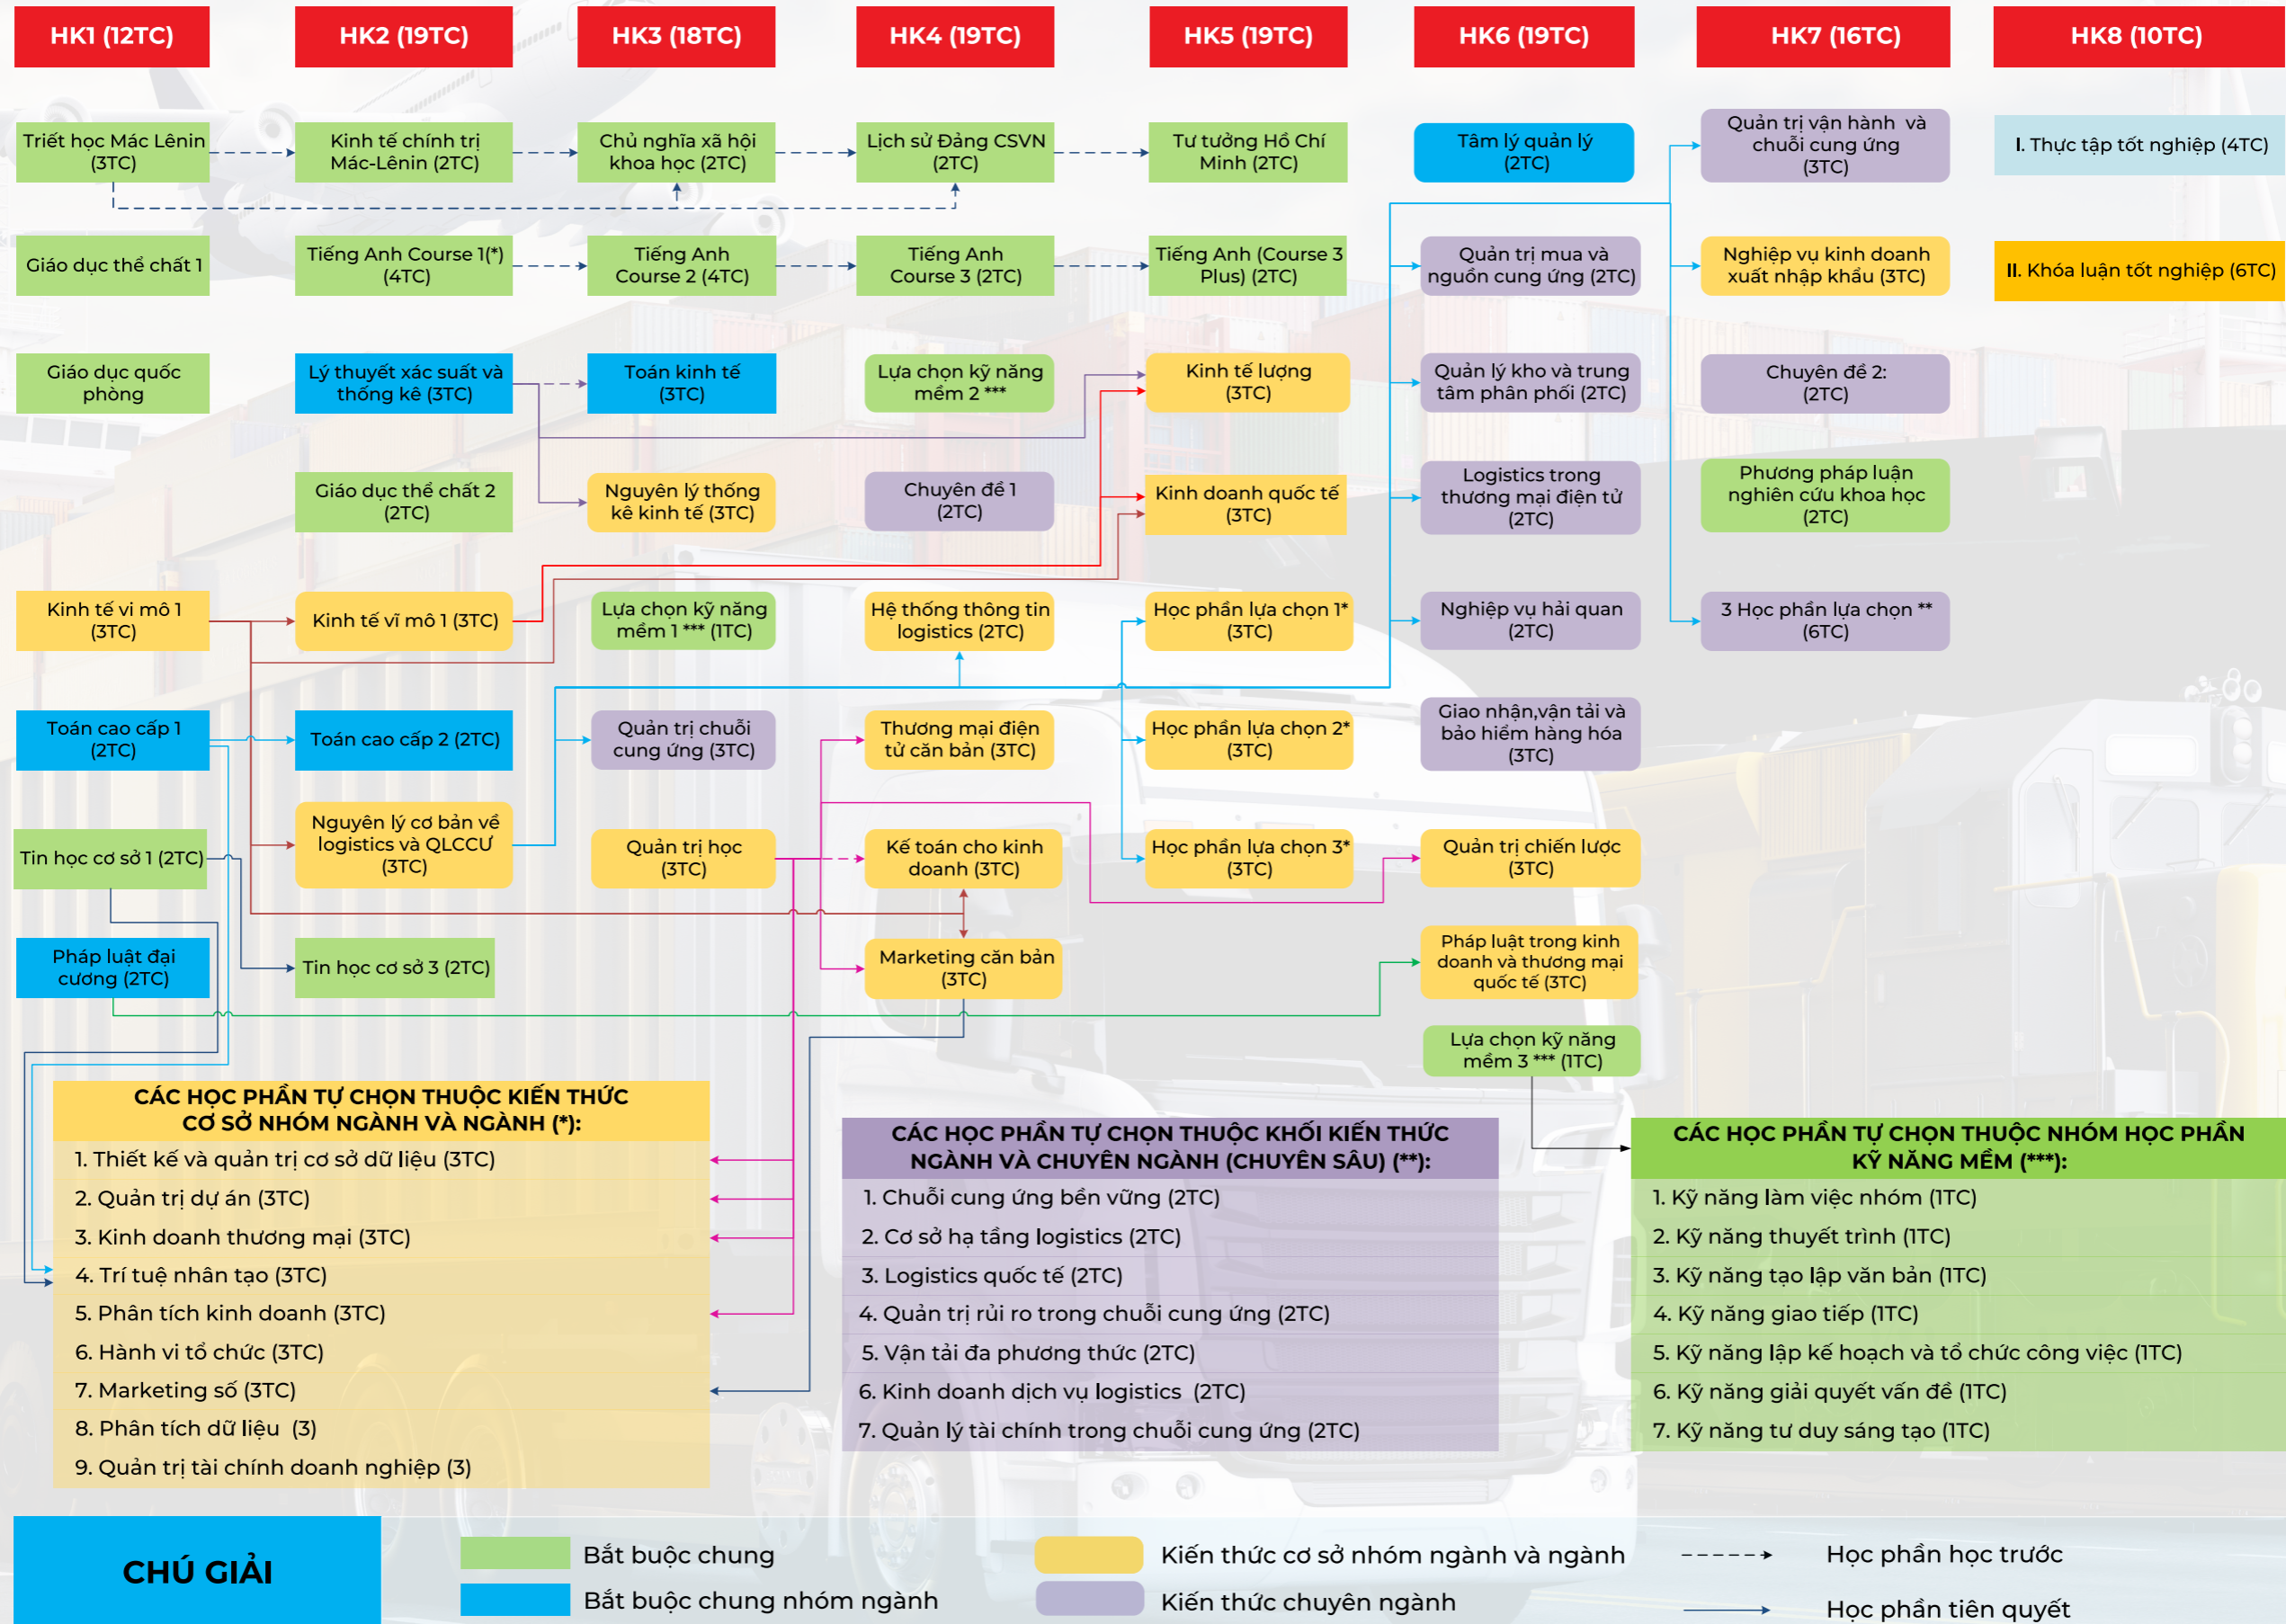 HK1 (12TC)
HK2 (19TC)
HK3 (18TC)
HK4 (19TC)
HK5 (19TC)
HK6 (19TC)
HK7 (16TC)
HK8 (10TC)
Triết học Mác Lênin
(3TC)
Kinh tế chính trị
Mác-Lênin (2TC)
Chủ nghĩa xã hội
khoa học (2TC)
Lịch sử Đảng CSVN
(2TC)
Tư tưởng Hồ Chí
Minh (2TC)
Tâm lý quản lý
(2TC)
Quản trị vận hành và
chuỗi cung ứng
(3TC)
I. Thực tập tốt nghiệp (4TC)
Giáo dục thể chất 1
Tiếng Anh Course 1(*)
(4TC)
Tiếng Anh
Course 2 (4TC)
Tiếng Anh
Course 3 (2TC)
Tiếng Anh (Course 3
Plus) (2TC)
Quản trị mua và
nguồn cung ứng (2TC)
Nghiệp vụ kinh doanh
xuất nhập khẩu (3TC)
II. Khóa luận tốt nghiệp (6TC)
Giáo dục quốc
phòng
Lý thuyết xác suất và
thống kê (3TC)
Toán kinh tế
(3TC)
Lựa chọn kỹ năng
mềm 2 ***
Kinh tế lượng
(3TC)
Quản lý kho và trung
tâm phân phối (2TC)
Chuyên đề 2:
(2TC)
Giáo dục thể chất 2
(2TC)
Nguyên lý thống
kê kinh tế (3TC)
Chuyên đề 1
(2TC)
Kinh doanh quốc tế
(3TC)
Logistics trong
thương mại điện tử
(2TC)
Phương pháp luận
nghiên cứu khoa học
(2TC)
Kinh tế vi mô 1
(3TC)
Kinh tế vĩ mô 1 (3TC)
Lựa chọn kỹ năng
mềm 1 *** (1TC)
Hệ thống thông tin
logistics (2TC)
Học phần lựa chọn 1*
(3TC)
Nghiệp vụ hải quan
(2TC)
3 Học phần lựa chọn **
(6TC)
Toán cao cấp 1
(2TC)
Toán cao cấp 2 (2TC)
Quản trị chuỗi
cung ứng (3TC)
Thương mại điện
tử căn bản (3TC)
Học phần lựa chọn 2*
(3TC)
Giao nhận,vận tải và
bảo hiểm hàng hóa
(3TC)
Tin học cơ sở 1 (2TC)
Nguyên lý cơ bản về
logistics và QLCCƯ
(3TC)
Quản trị học
(3TC)
Kế toán cho kinh
doanh (3TC)
Học phần lựa chọn 3*
(3TC)
Quản trị chiến lược
(3TC)
Pháp luật đại
cương (2TC)
Tin học cơ sở 3 (2TC)
Marketing căn bản
(3TC)
Pháp luật trong kinh
doanh và thương mại
quốc tế (3TC)
Lựa chọn kỹ năng
mềm 3 *** (1TC)
CÁC HỌC PHẦN TỰ CHỌN THUỘC KIẾN THỨC
CƠ SỞ NHÓM NGÀNH VÀ NGÀNH (*):
1. Thiết kế và quản trị cơ sở dữ liệu (3TC)
2. Quản trị dự án (3TC)
3. Kinh doanh thương mại (3TC)
4. Trí tuệ nhân tạo (3TC)
5. Phân tích kinh doanh (3TC)
6. Hành vi tổ chức (3TC)
7. Marketing số (3TC)
8. Phân tích dữ liệu (3)
9. Quản trị tài chính doanh nghiệp (3)
CÁC HỌC PHẦN TỰ CHỌN THUỘC KHỐI KIẾN THỨC
NGÀNH VÀ CHUYÊN NGÀNH (CHUYÊN SÂU) (**):
1. Chuỗi cung ứng bền vững (2TC)
2. Cơ sở hạ tầng logistics (2TC)
3. Logistics quốc tế (2TC)
4. Quản trị rủi ro trong chuỗi cung ứng (2TC)
5. Vận tải đa phương thức (2TC)
6. Kinh doanh dịch vụ logistics (2TC)
7. Quản lý tài chính trong chuỗi cung ứng (2TC)
CÁC HỌC PHẦN TỰ CHỌN THUỘC NHÓM HỌC PHẦN
KỸ NĂNG MỀM (***):
1. Kỹ năng làm việc nhóm (1TC)
2. Kỹ năng thuyết trình (1TC)
3. Kỹ năng tạo lập văn bản (1TC)
4. Kỹ năng giao tiếp (1TC)
5. Kỹ năng lập kế hoạch và tổ chức công việc (1TC)
6. Kỹ năng giải quyết vấn đề (1TC)
7. Kỹ năng tư duy sáng tạo (1TC)
CHÚ GIẢI
Bắt buộc chung
Bắt buộc chung nhóm ngành
Kiến thức cơ sở nhóm ngành và ngành
Kiến thức chuyên ngành
Học phần học trước
Học phần tiên quyết